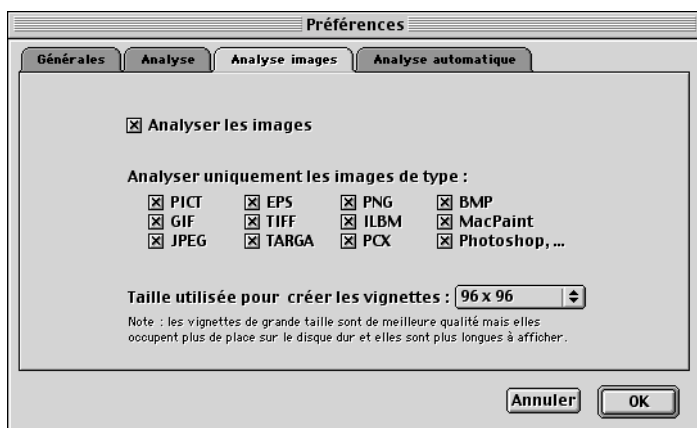 Préférences
Générales Analyse Analyse images Analyse automatique
Analyser les images
Analyser uniquement les images de type :
PICT EPS PNG BMP
GIF TIFF ILBM MacPaint
JPEG TARGA PCX Photoshop, ...
Taille utilisée pour créer les vignettes : 96 x 96
Note : les vignettes de grande taille sont de meilleure qualité mais elles
occupent plus de place sur le disque dur et elles sont plus longues à afficher.
Annuler OK